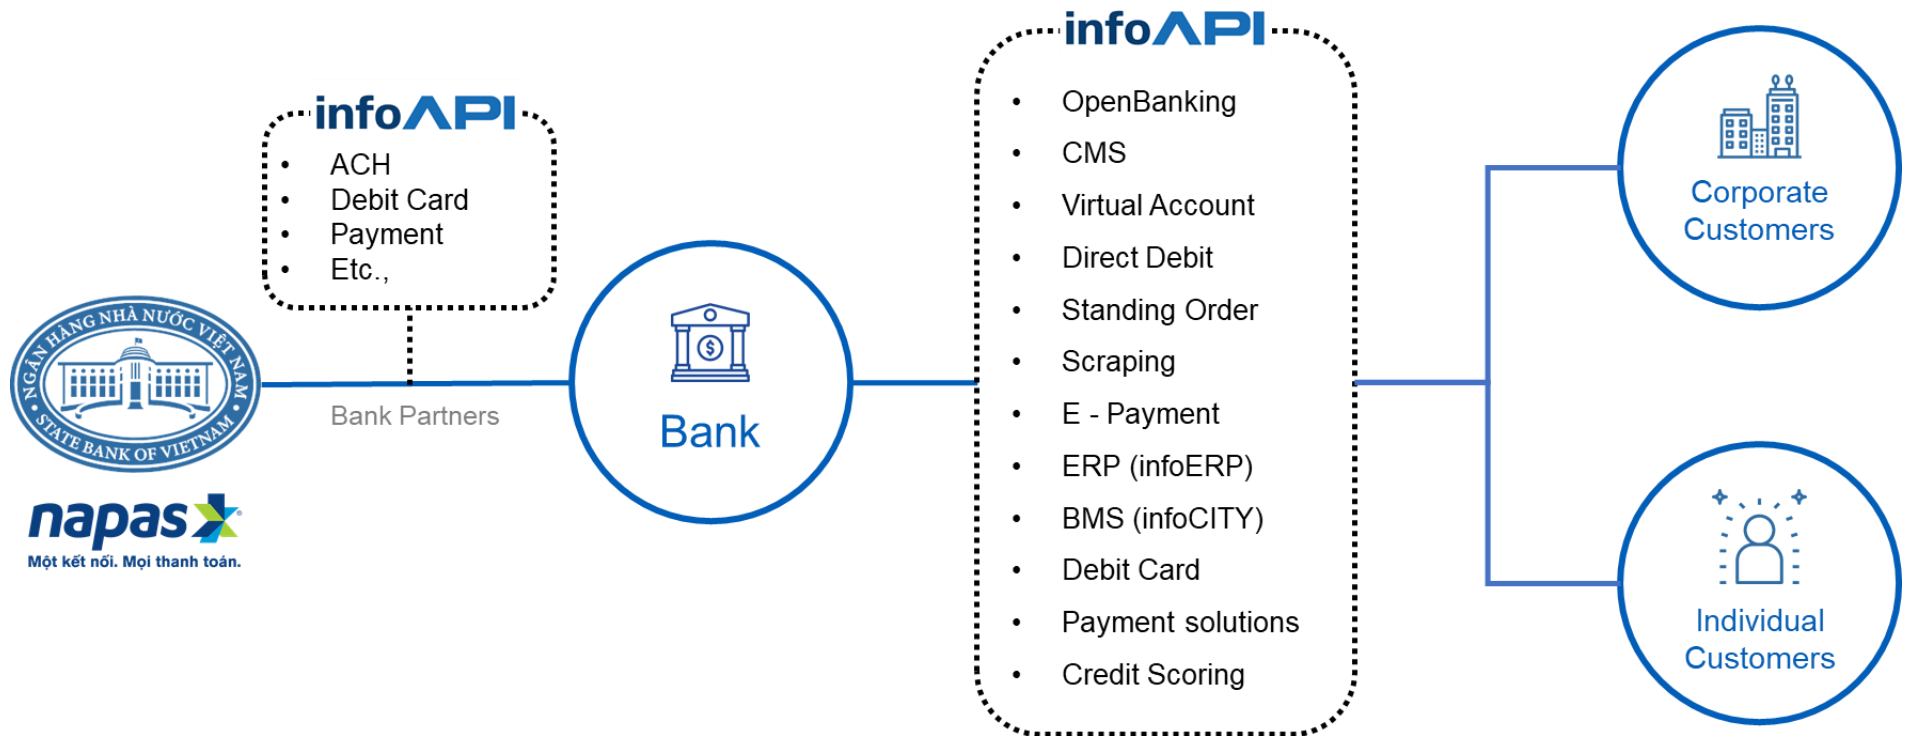 infoAPI
• ACH
• Debit Card
• Payment
• Etc.,
NGÂN HÀNG NHÀ NƯỚC VIỆT NAM
• STATE BANK OF VIETNAM •
napas
Một kết nối. Mọi thanh toán.
Bank Partners
$
Bank
infoAPI
• OpenBanking
• CMS
• Virtual Account
• Direct Debit
• Standing Order
• Scraping
• E - Payment
• ERP (infoERP)
• BMS (infoCITY)
• Debit Card
• Payment solutions
• Credit Scoring
Corporate
Customers
Individual
Customers